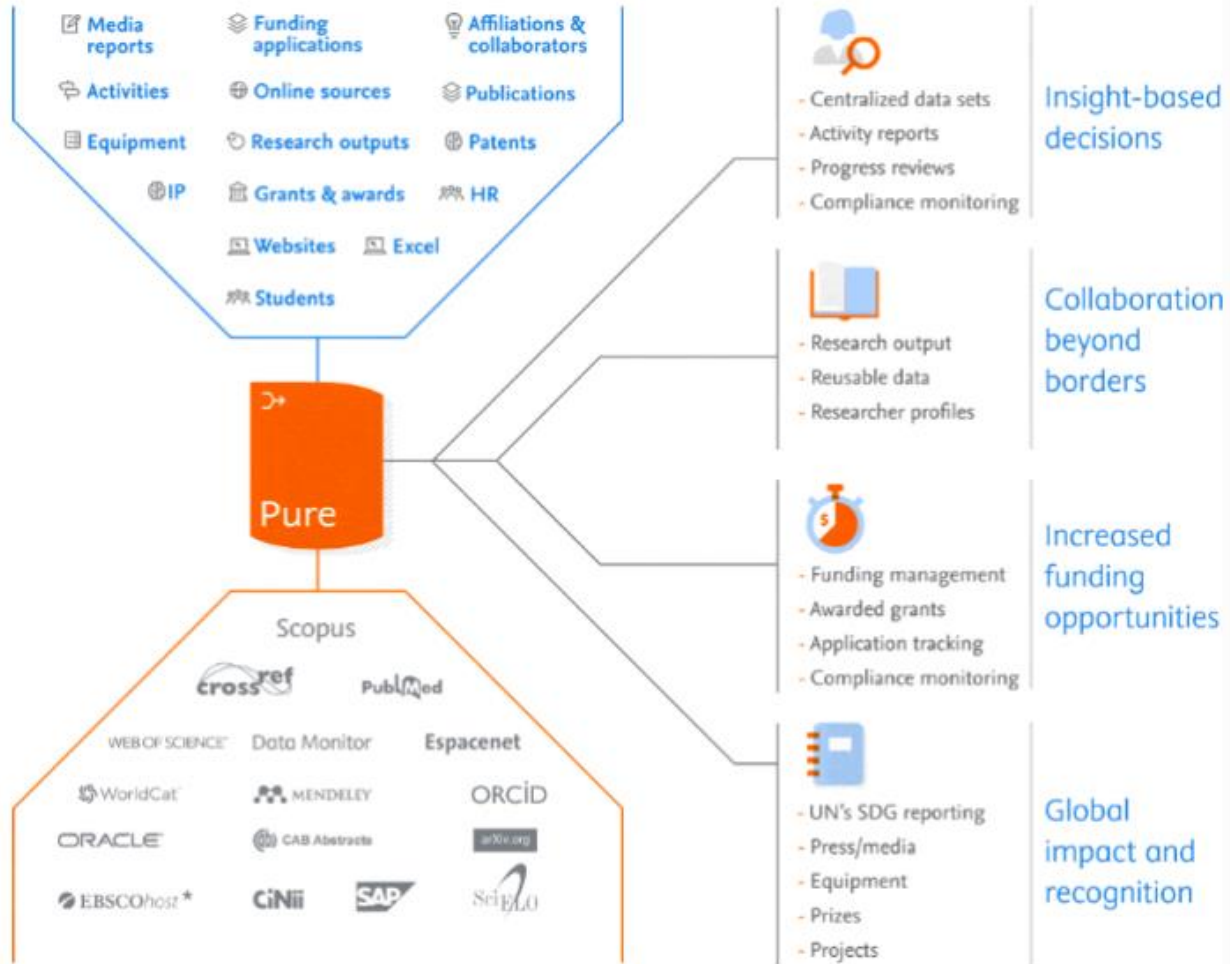 Media
reports
Funding
applications
Affiliations &
collaborators
Activities
Online sources
Publications
Equipment
Research outputs
Patents
IP
Grants & awards
HR
Websites
Excel
Students
Pure
Scopus
crossref
PubMed
WEB OF SCIENCE™
Data Monitor
Espacenet
WorldCat
MENDELEY
ORCID
ORACLE
CAB Abstracts
arXiv.org
EBSCOhost*
CiNii
SAP
SciELO
- Centralized data sets
- Activity reports
- Progress reviews
- Compliance monitoring
Insight-based
decisions
- Research output
- Reusable data
- Researcher profiles
Collaboration
beyond
borders
$
- Funding management
- Awarded grants
- Application tracking
- Compliance monitoring
Increased
funding
opportunities
- UN's SDG reporting
- Press/media
- Equipment
- Prizes
- Projects
Global
impact and
recognition